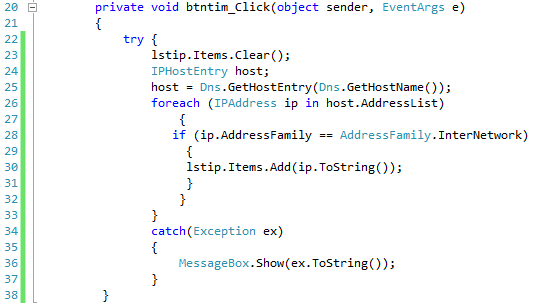 20 private void btntim_Click(object sender, EventArgs e)
21 {
22 try {
23 lstip.Items.Clear();
24 IPHostEntry host;
25 host = Dns.GetHostEntry(Dns.GetHostName());
26 foreach (IPAddress ip in host.AddressList)
27 {
28 if (ip.AddressFamily == AddressFamily.InterNetwork)
29 {
30 lstip.Items.Add(ip.ToString());
31 }
32 }
33 }
34 catch(Exception ex)
35 {
36 MessageBox.Show(ex.ToString());
37 }
38 }